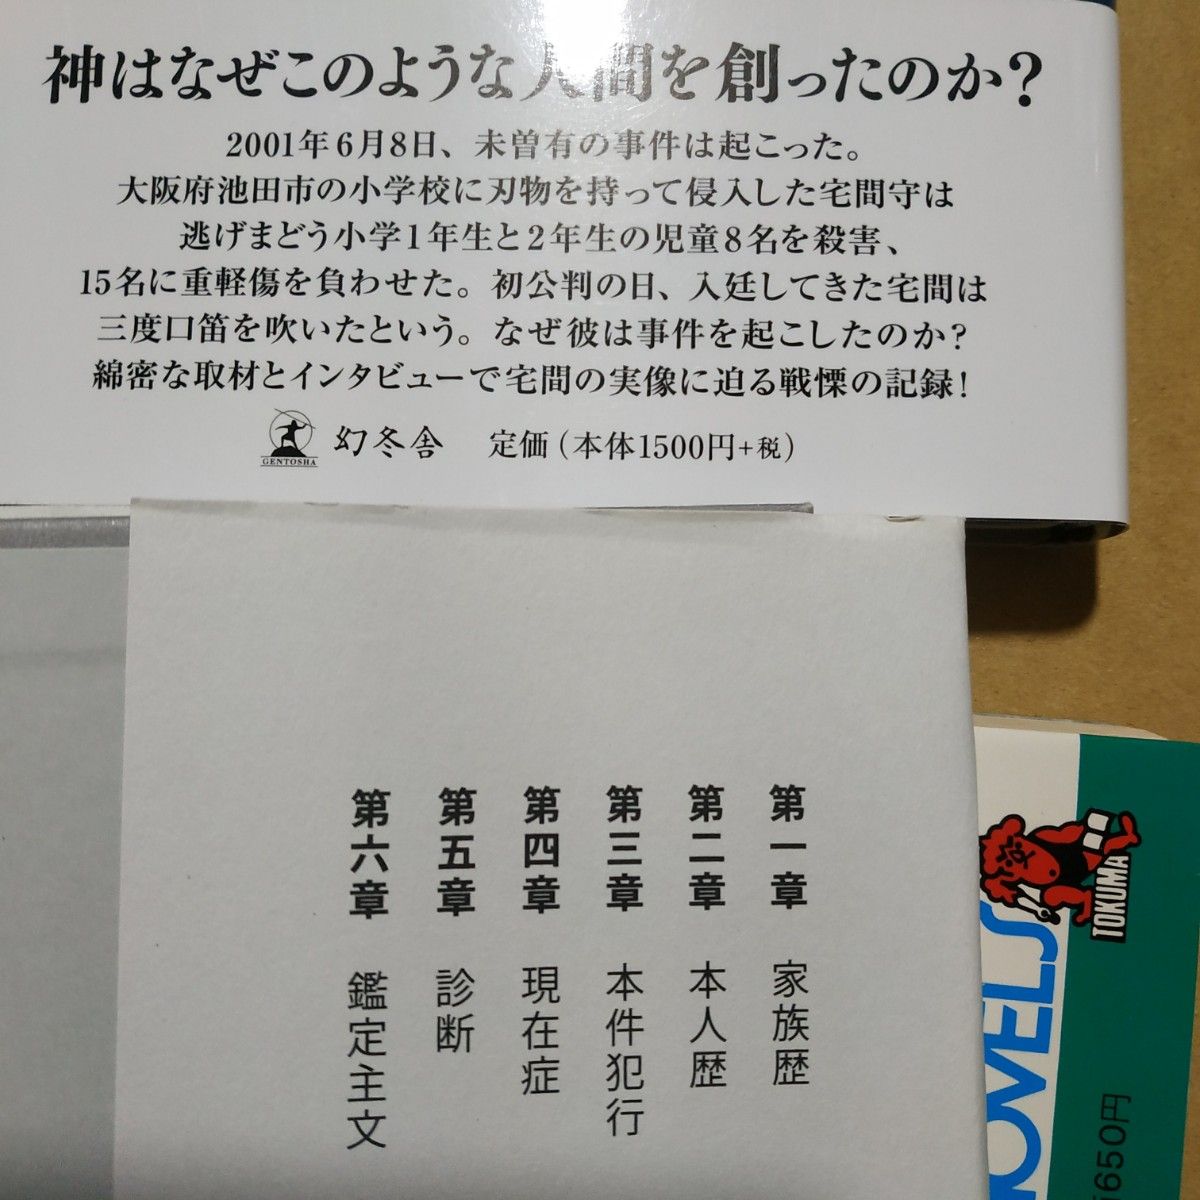 神はなぜこのような人間を創ったのか?
2001年6月8日、未曽有の事件は起こった。
大阪府池田市の小学校に刃物を持って侵入した宅間守は
逃げまどう小学1年生と2年生の児童8名を殺害、
15名に重軽傷を負わせた。初公判の日、入廷してきた宅間は
三度口笛を吹いたという。なぜ彼は事件を起こしたのか?
綿密な取材とインタビューで宅間の実像に迫る戦慄の記録!
GENTOSHA
幻冬舎 定価(本体1500円+税)
第一章 家族歴
第二章 本人歴
第三章 本件犯行
第四章 現在症
第五章 診断
第六章 鑑定主文
TOKUMA
NOVELS
650円